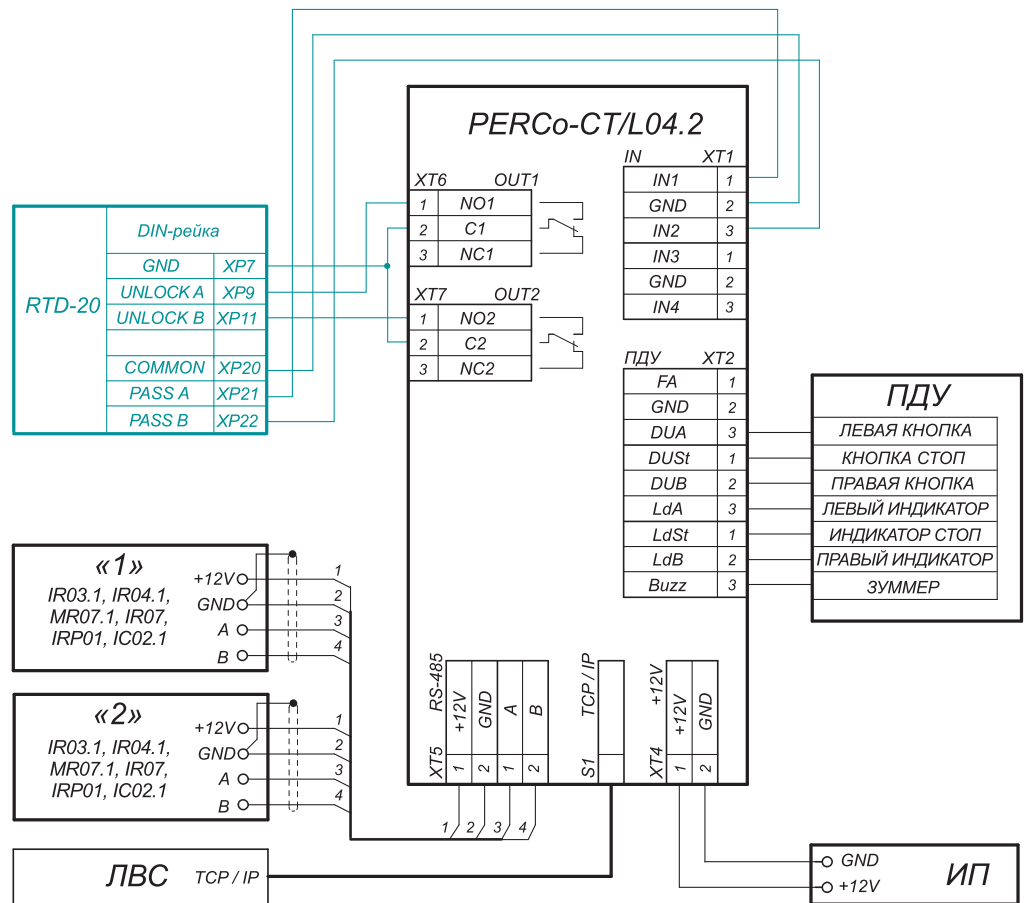 PERCo-CT/L04.2
IN XT1
IN1 1
GND 2
IN2 3
IN3 1
GND 2
IN4 3
XT6 OUT1
1 NO1
2 C1
3 NC1
XT7 OUT2
1 NO2
2 C2
3 NC2
RTD-20
DIN-рейка
GND XP7
UNLOCK A XP9
UNLOCK B XP11
COMMON XP20
PASS A XP21
PASS B XP22
ПДУ XT2
FA 1
GND 2
DUA 3
DUSt 1
DUB 2
LdA 3
LdSt 1
LdB 2
Buzz 3
ПДУ
ЛЕВАЯ КНОПКА
КНОПКА СТОП
ПРАВАЯ КНОПКА
ЛЕВЫЙ ИНДИКАТОР
ИНДИКАТОР СТОП
ПРАВЫЙ ИНДИКАТОР
ЗУММЕР
«1»
IR03.1, IR04.1,
MR07.1, IR07,
IRP01, IC02.1
+12V 1
GND 2
A 3
B 4
«2»
IR03.1, IR04.1,
MR07.1, IR07,
IRP01, IC02.1
+12V 1
GND 2
A 3
B 4
XT5 RS-485
1 +12V
2 GND
1 A
2 B
1 2 3 4
S1 TCP / IP
XT4 +12V
1 +12V
2 GND
ЛВС TCP / IP
GND
+12V
ИП